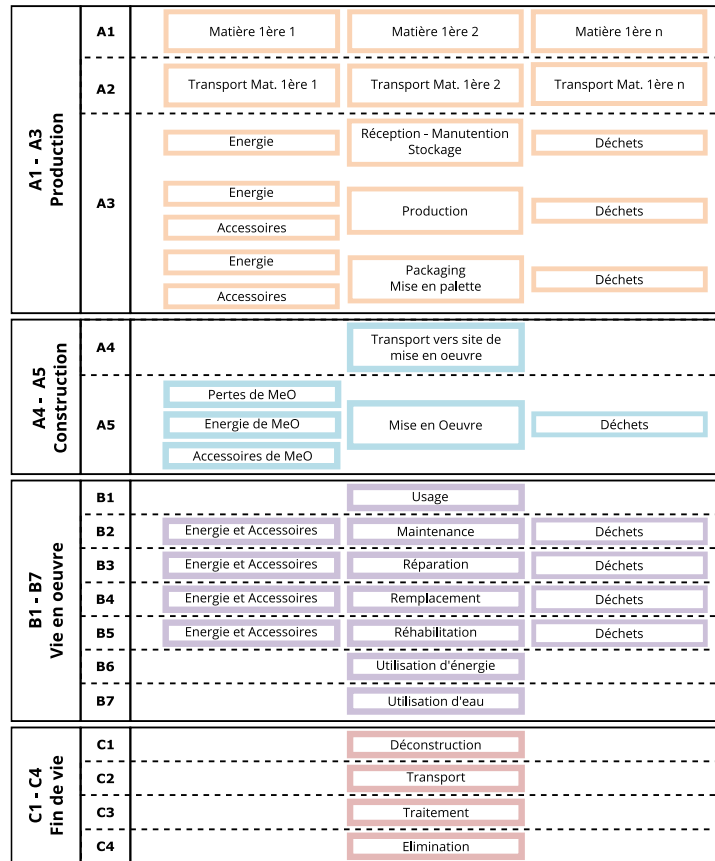 A1 - A3
Production
A1
Matière 1ère 1
Matière 1ère 2
Matière 1ère n
A2
Transport Mat. 1ère 1
Transport Mat. 1ère 2
Transport Mat. 1ère n
A3
Energie
Réception - Manutention
Stockage
Déchets
Energie
Accessoires
Production
Déchets
Energie
Accessoires
Packaging
Mise en palette
Déchets
A4 - A5
Construction
A4
Transport vers site de
mise en oeuvre
A5
Pertes de MeO
Energie de MeO
Accessoires de MeO
Mise en Oeuvre
Déchets
B1 - B7
Vie en oeuvre
B1
Usage
B2
Energie et Accessoires
Maintenance
Déchets
B3
Energie et Accessoires
Réparation
Déchets
B4
Energie et Accessoires
Remplacement
Déchets
B5
Energie et Accessoires
Réhabilitation
Déchets
B6
Utilisation d'énergie
B7
Utilisation d'eau
C1 - C4
Fin de vie
C1
Déconstruction
C2
Transport
C3
Traitement
C4
Elimination